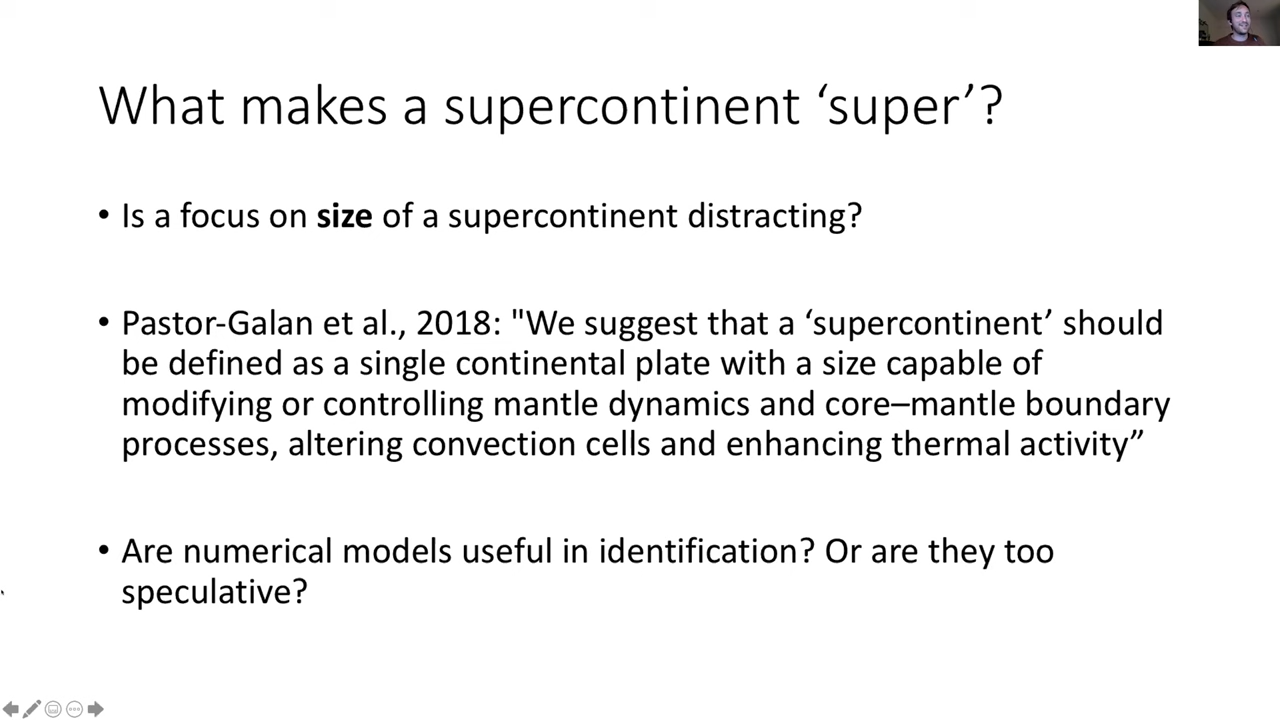 What makes a supercontinent ‘super’?
• Is a focus on size of a supercontinent distracting?
• Pastor-Galan et al., 2018: "We suggest that a ‘supercontinent’ should
be defined as a single continental plate with a size capable of
modifying or controlling mantle dynamics and core–mantle boundary
processes, altering convection cells and enhancing thermal activity”
• Are numerical models useful in identification? Or are they too
speculative?